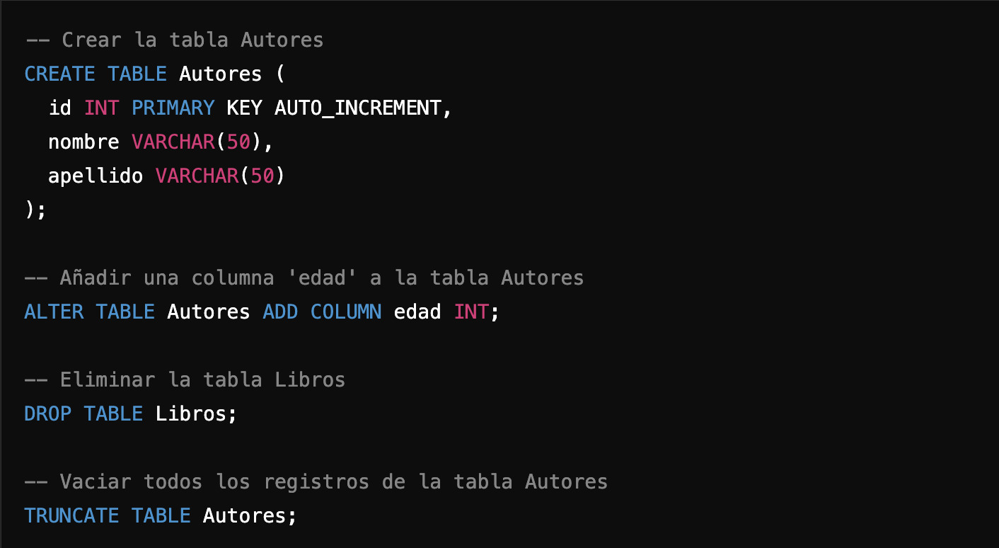 -- Crear la tabla Autores
CREATE TABLE Autores (
  id INT PRIMARY KEY AUTO_INCREMENT,
  nombre VARCHAR(50),
  apellido VARCHAR(50)
);

-- Añadir una columna 'edad' a la tabla Autores
ALTER TABLE Autores ADD COLUMN edad INT;

-- Eliminar la tabla Libros
DROP TABLE Libros;

-- Vaciar todos los registros de la tabla Autores
TRUNCATE TABLE Autores;